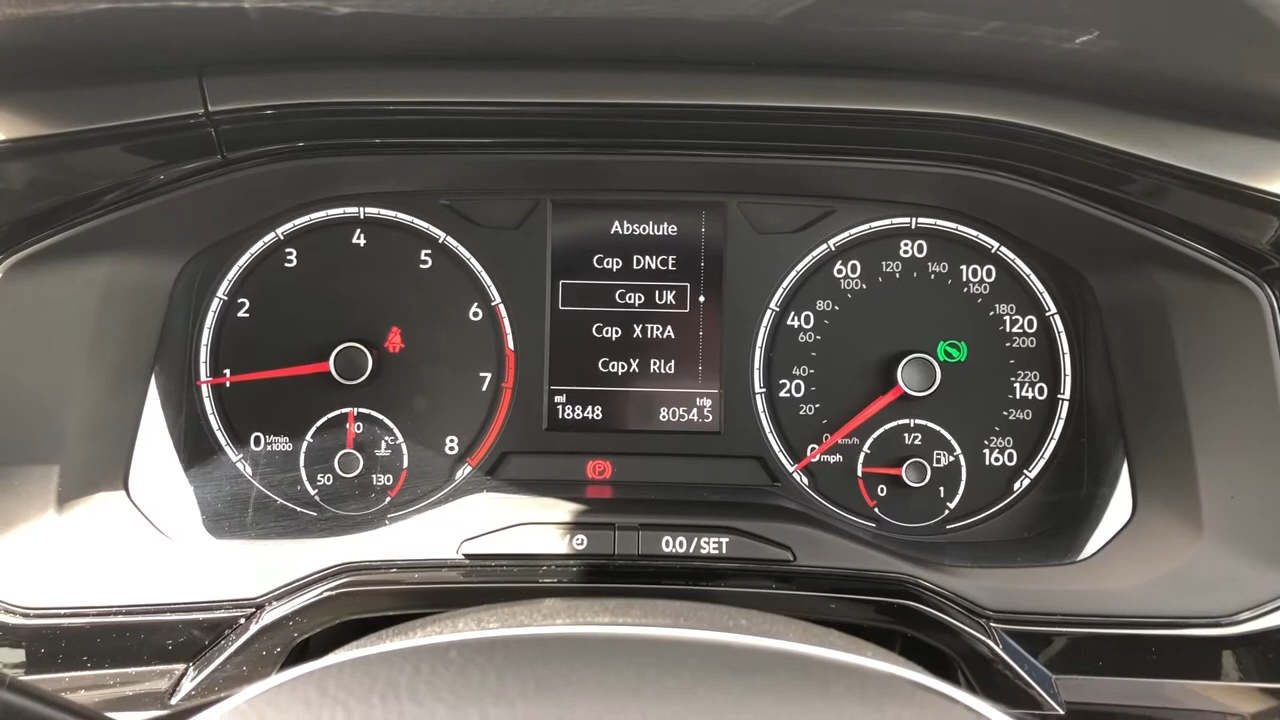 4
3
5
2
6
1
7
0
1/min
x1000
8
90
°C
50
130
Absolute
Cap DNCE
Cap UK
Cap XTRA
CapX Rld
mi
trip
18848
8054.5
P
0.0 / SET
80
60
100
120
140
100
160
80
180
40
120
60
200
40
220
20
140
20
240
0 km/h
260
0 mph
160
1/2
0
1